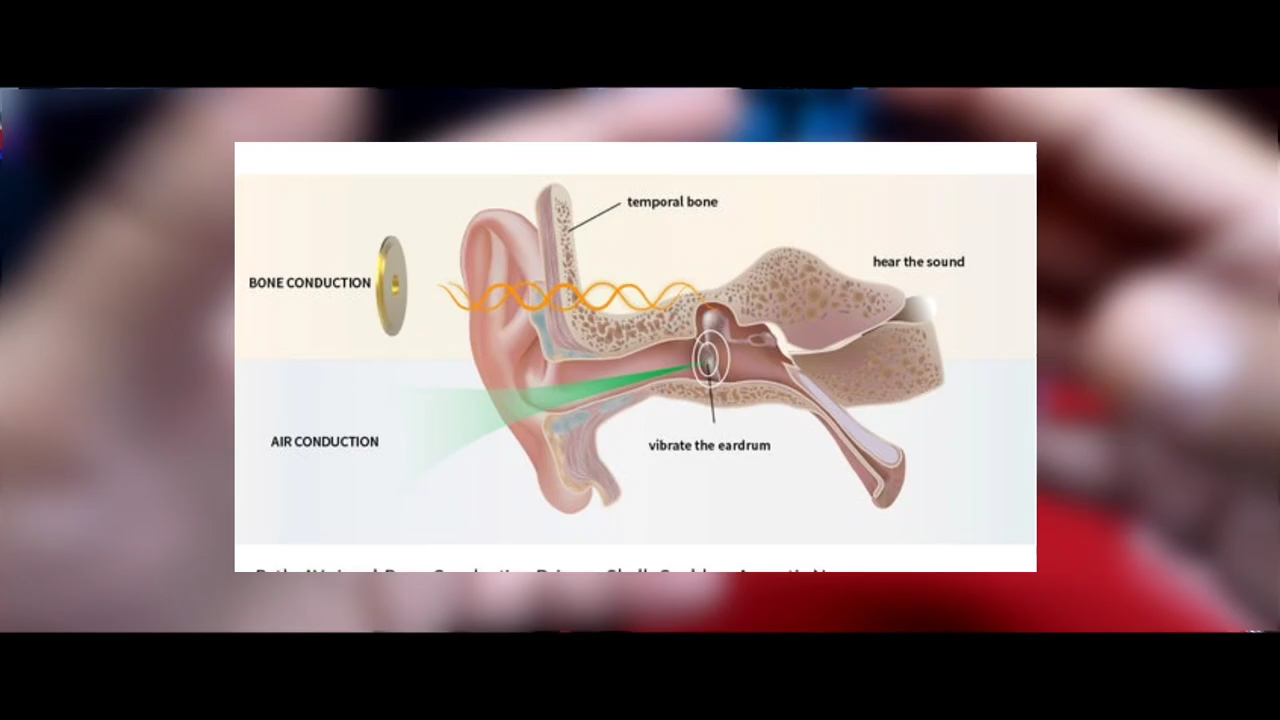 temporal bone
hear the sound
BONE CONDUCTION
AIR CONDUCTION
vibrate the eardrum